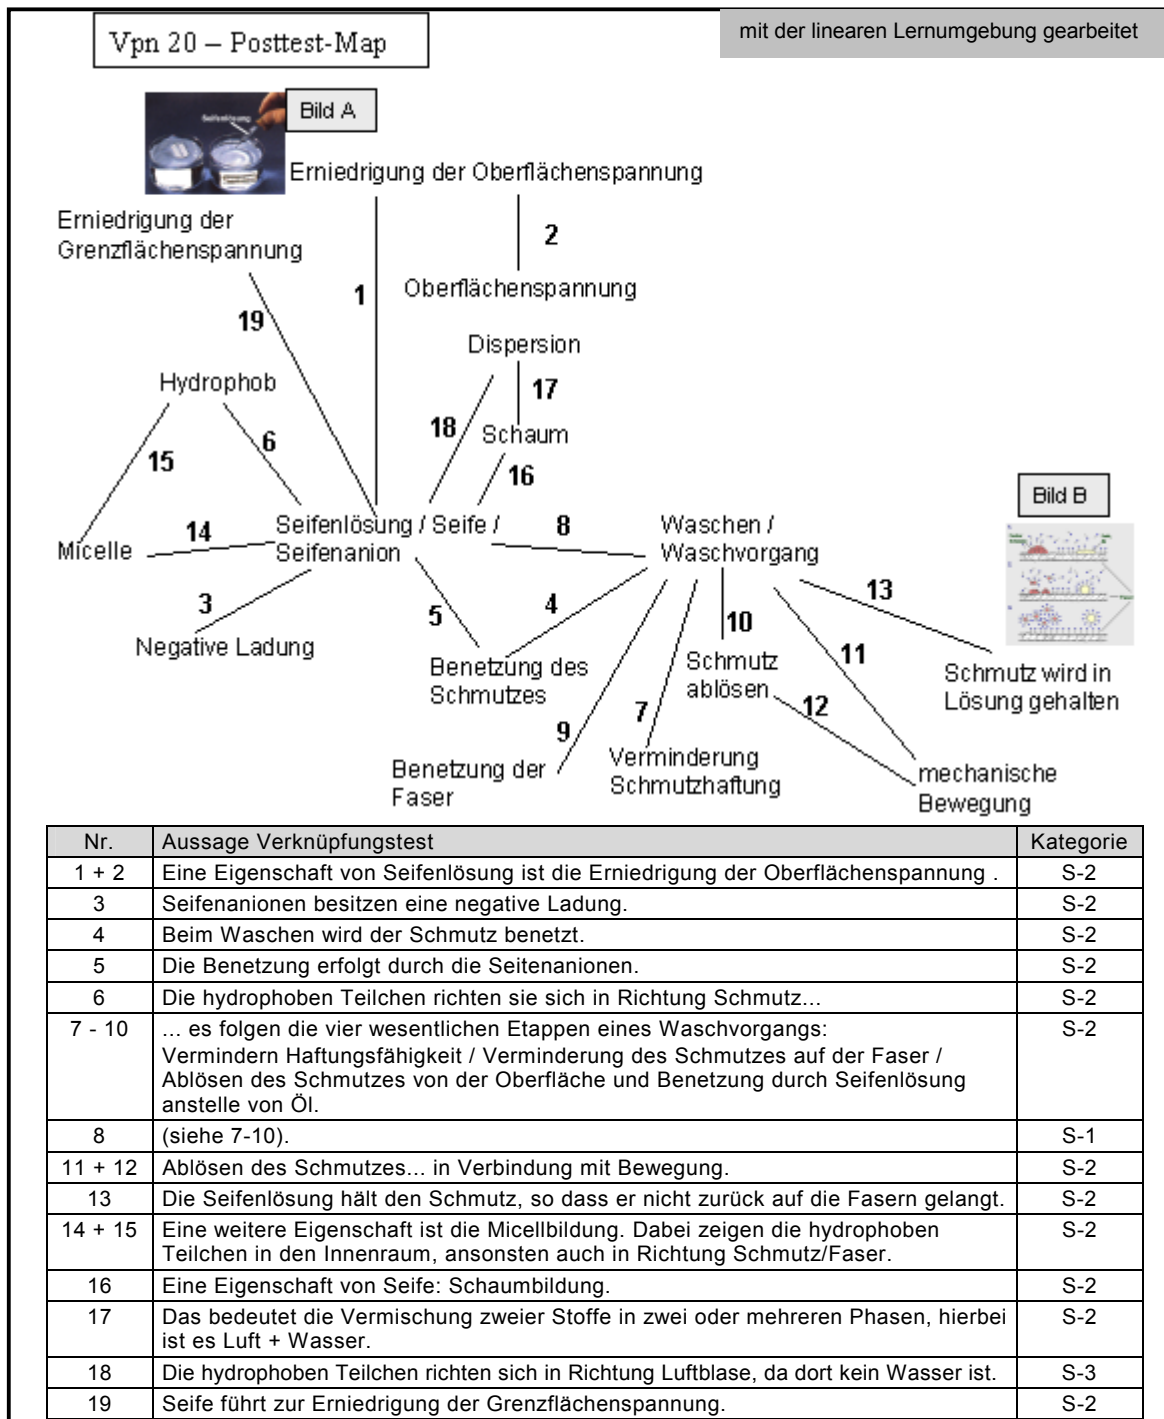 Vpn 20 – Posttest-Map
mit der linearen Lernumgebung gearbeitet
Seifenlösung
Bild A
Erniedrigung der Oberflächenspannung
Erniedrigung der
Grenzflächenspannung
2
1
Oberflächenspannung
19
Dispersion
Hydrophob
17
18
Schaum
6
15
16
Bild B
Seifenlösung / Seife /
Seifenanion
8
Waschen /
Waschvorgang
14
Micelle
13
3
5
4
10
Negative Ladung
11
Benetzung des
Schmutzes
Schmutz
ablösen
Schmutz wird in
Lösung gehalten
12
7
9
Verminderung
Schmutzhaftung
Benetzung der
Faser
mechanische
Bewegung
Nr. Aussage Verknüpfungstest Kategorie
1 + 2 Eine Eigenschaft von Seifenlösung ist die Erniedrigung der Oberflächenspannung . S-2
3 Seifenanionen besitzen eine negative Ladung. S-2
4 Beim Waschen wird der Schmutz benetzt. S-2
5 Die Benetzung erfolgt durch die Seitenanionen. S-2
6 Die hydrophoben Teilchen richten sie sich in Richtung Schmutz... S-2
7 - 10 ... es folgen die vier wesentlichen Etappen eines Waschvorgangs: S-2
Vermindern Haftungsfähigkeit / Verminderung des Schmutzes auf der Faser /
Ablösen des Schmutzes von der Oberfläche und Benetzung durch Seifenlösung
anstelle von Öl.
8 (siehe 7-10). S-1
11 + 12 Ablösen des Schmutzes... in Verbindung mit Bewegung. S-2
13 Die Seifenlösung hält den Schmutz, so dass er nicht zurück auf die Fasern gelangt. S-2
14 + 15 Eine weitere Eigenschaft ist die Micellbildung. Dabei zeigen die hydrophoben S-2
Teilchen in den Innenraum, ansonsten auch in Richtung Schmutz/Faser.
16 Eine Eigenschaft von Seife: Schaumbildung. S-2
17 Das bedeutet die Vermischung zweier Stoffe in zwei oder mehreren Phasen, hierbei S-2
ist es Luft + Wasser.
18 Die hydrophoben Teilchen richten sich in Richtung Luftblase, da dort kein Wasser ist. S-3
19 Seife führt zur Erniedrigung der Grenzflächenspannung. S-2